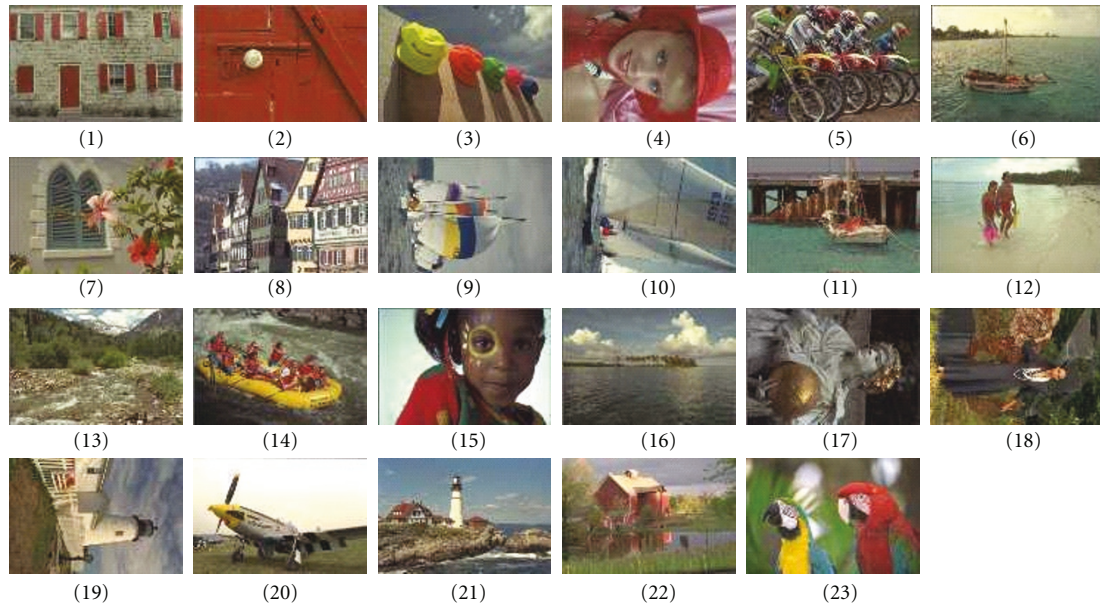 (1) (2) (3) (4) (5) (6)
(7) (8) (9) (10) (11) (12)
(13) (14) (15) (16) (17) (18)
(19) (20) (21) (22) (23)